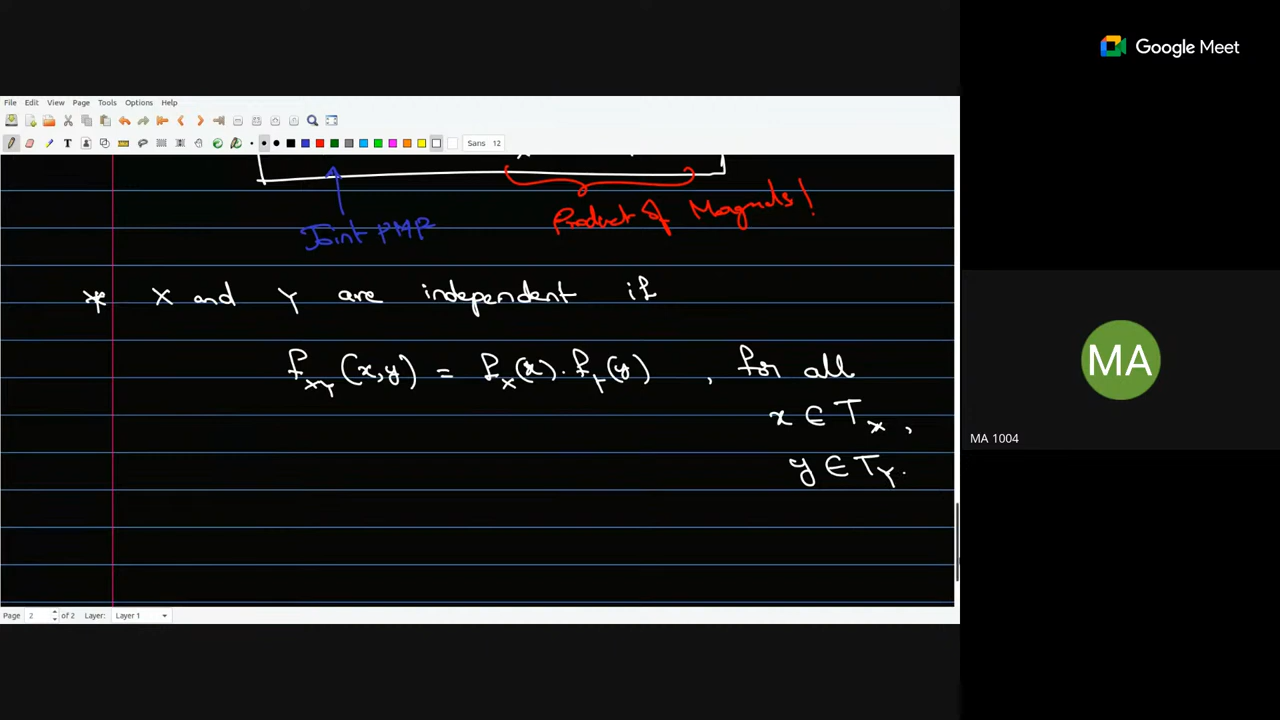 Google Meet
File Edit View Page Tools Options Help
Sans 12
Joint PMF
Product of Marginals!
* X and Y are independent if
f_XY(x,y) = f_X(x) · f_Y(y) , for all
x ∈ T_X ,
y ∈ T_Y .
MA
MA 1004
Page 2 of 2 Layer: Layer 1